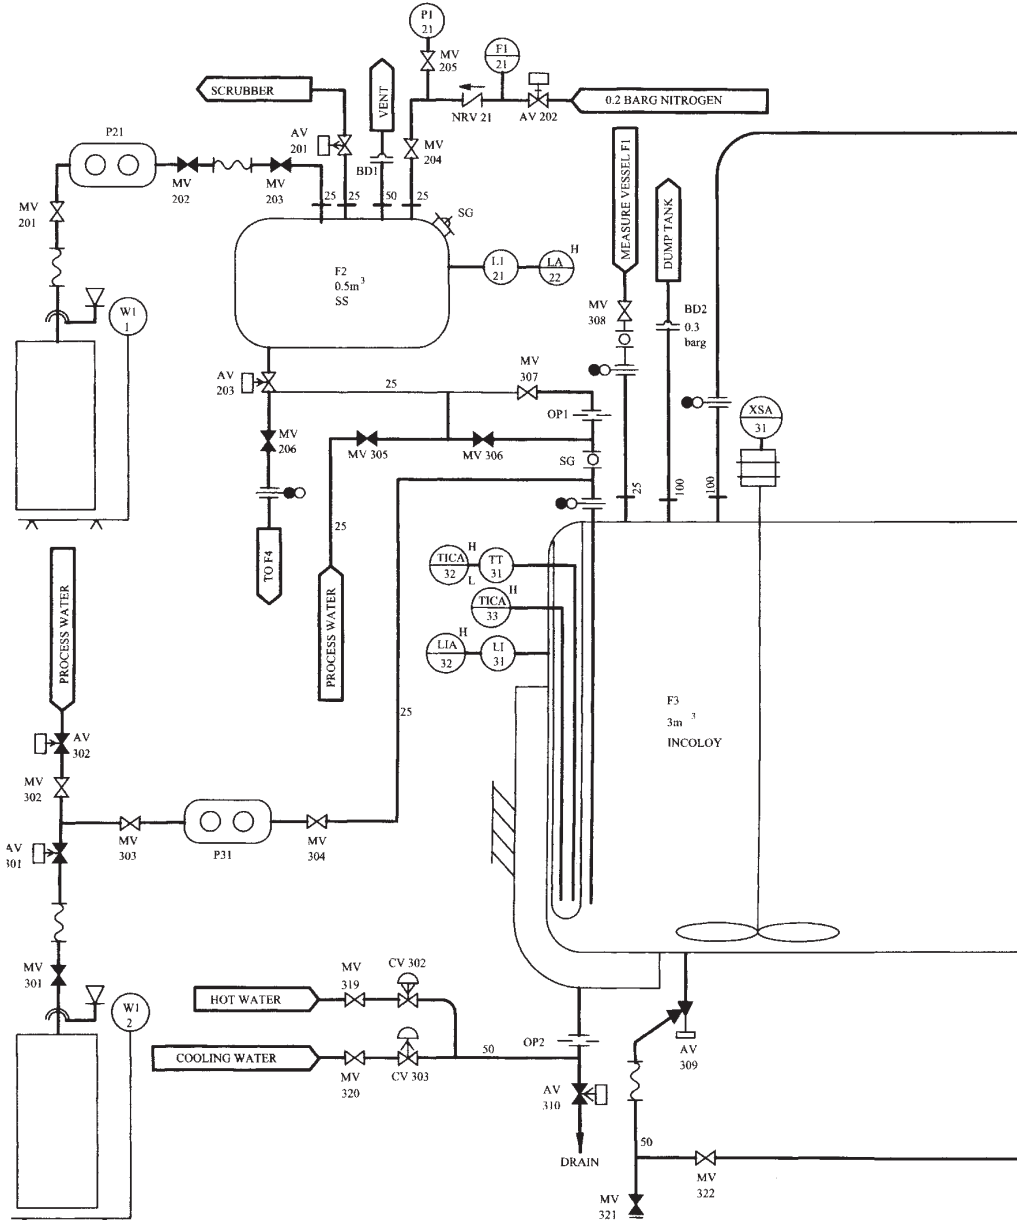 P1
21
MV
205
F1
21
SCRUBBER
VENT
0.2 BARG NITROGEN
NRV 21
AV 202
P21
AV
201
MV
204
BD1
MV
202
MV
203
MV
201
25
25
50
25
SG
MEASURE VESSEL F1
DUMP TANK
F2
0.5m3
SS
LI
21
LA
22
H
W1
1
MV
308
BD2
0.3
barg
AV
203
25
MV
307
OP1
XSA
31
MV
206
MV 305
MV 306
SG
25
100
100
25
TO F4
PROCESS WATER
TICA
32
H
L
TT
31
TICA
33
H
LIA
32
H
LI
31
PROCESS WATER
25
F3
3m3
INCOLOY
AV
302
MV
302
MV
303
P31
MV
304
AV
301
MV
301
W1
2
HOT WATER
MV
319
CV 302
COOLING WATER
MV
320
CV 303
50
OP2
AV
310
DRAIN
AV
309
50
MV
322
MV
321